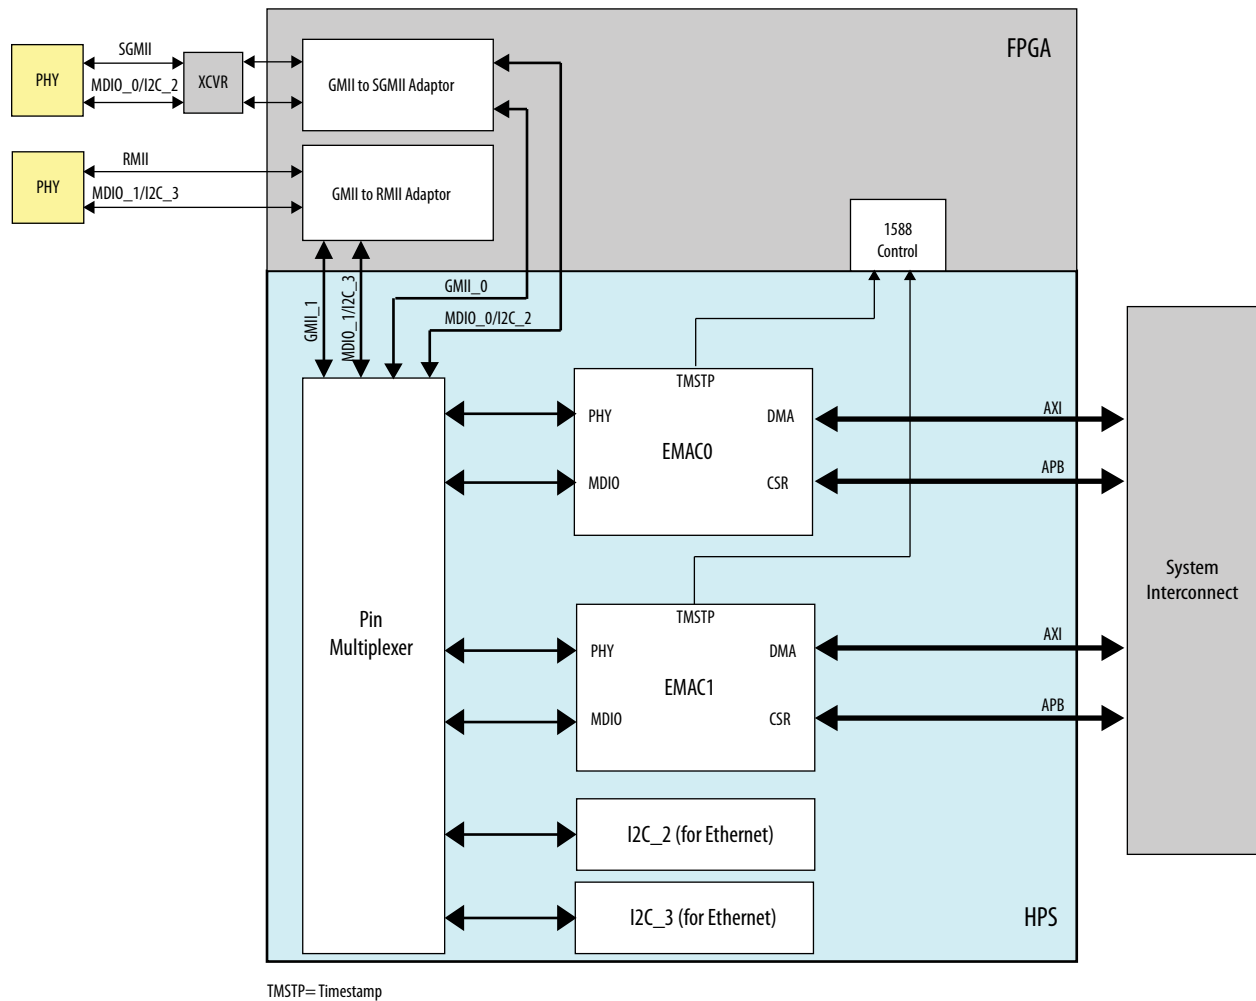 FPGA
SGMII
PHY
MDIO_0/I2C_2
XCVR
GMII to SGMII Adaptor
RMII
PHY
MDIO_1/I2C_3
GMII to RMII Adaptor
1588
Control
GMII_1
MDIO_1/I2C_3
GMII_0
MDIO_0/I2C_2
TMSTP
PHY
DMA
EMAC0
MDIO
CSR
AXI
APB
System
Interconnect
Pin
Multiplexer
TMSTP
PHY
DMA
EMAC1
MDIO
CSR
AXI
APB
I2C_2 (for Ethernet)
I2C_3 (for Ethernet)
HPS
TMSTP= Timestamp